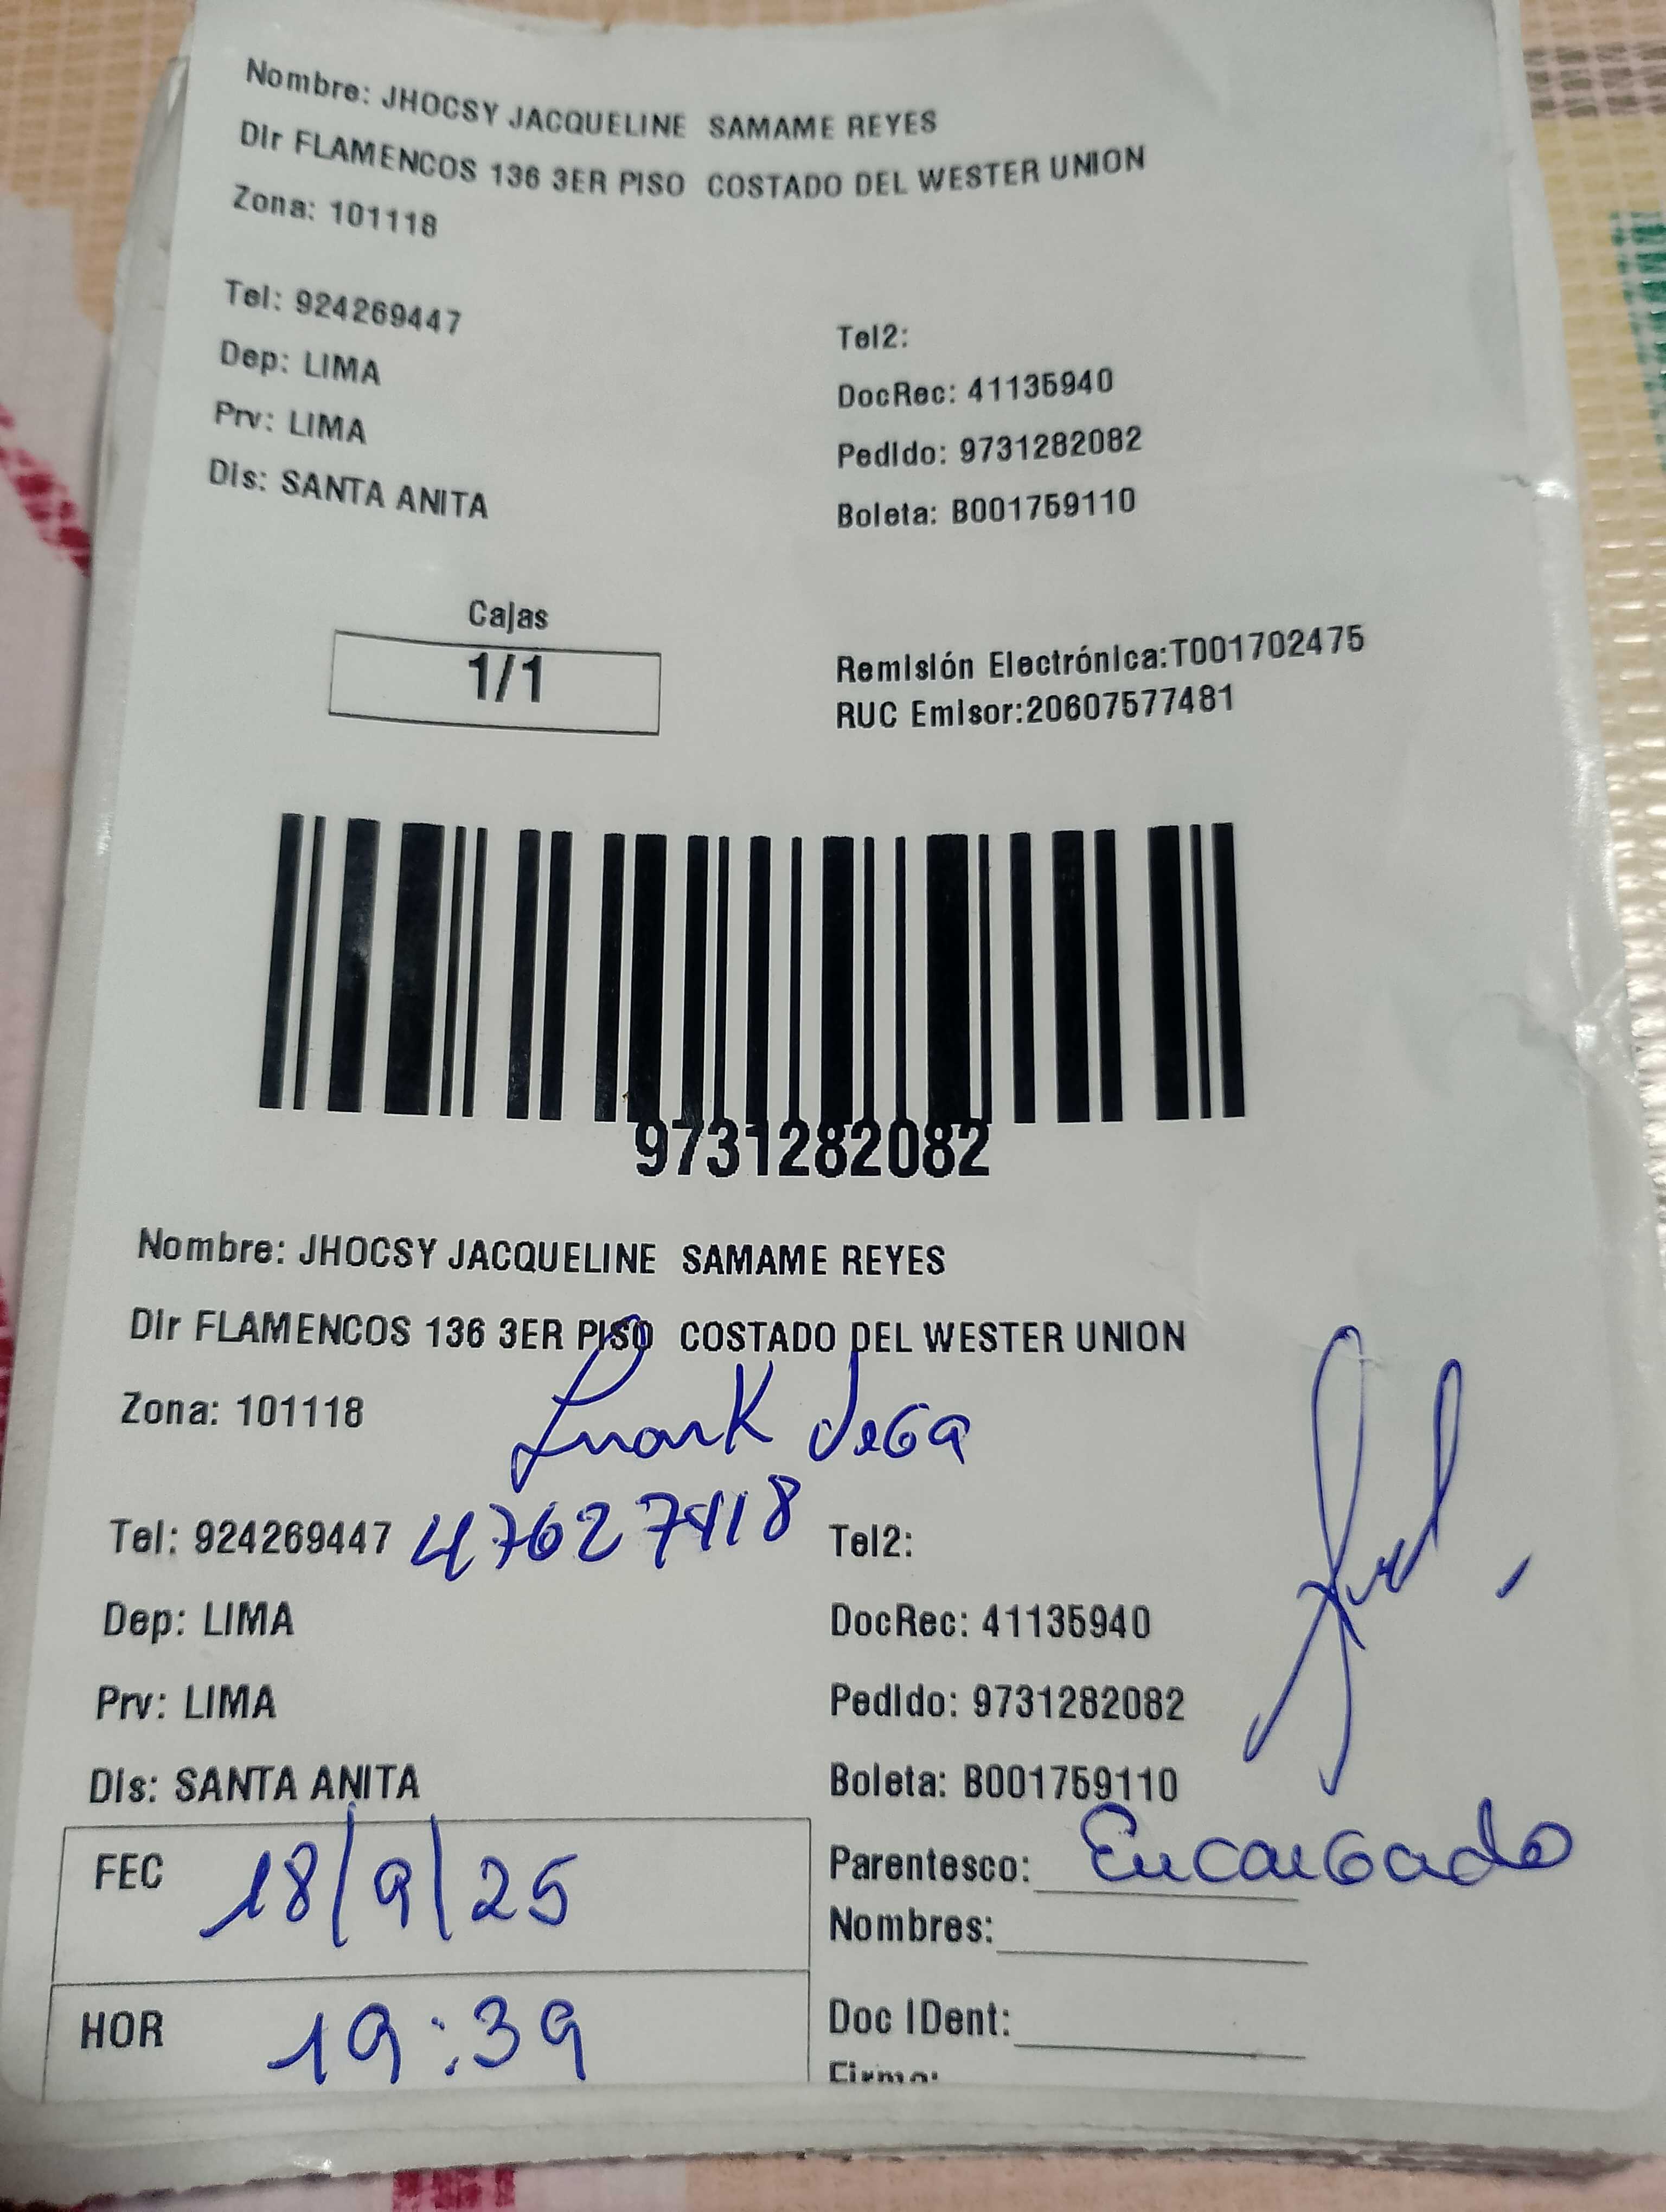 Nombre: JHOCSY JACQUELINE SAMAME REYES
Dir FLAMENCOS 136 3ER PISO COSTADO DEL WESTER UNION
Zona: 101118
Tel: 924269447
Tel2:
Dep: LIMA
DocRec: 41135940
Prv: LIMA
Pedido: 9731282082
Dis: SANTA ANITA
Boleta: B001759110
Cajas
1/1
Remisión Electrónica:T001702475
RUC Emisor:20607577481
9731282082
Nombre: JHOCSY JACQUELINE SAMAME REYES
Dir FLAMENCOS 136 3ER PISO COSTADO DEL WESTER UNION
Zona: 101118
Frank Vega
Tel: 924269447 47627418
Tel2:
Dep: LIMA
DocRec: 41135940
Prv: LIMA
Pedido: 9731282082
Dis: SANTA ANITA
Boleta: B001759110
FEC 18/9/25
Parentesco: Encargado
Nombres:
HOR 19:39
Doc IDent:
Firma: